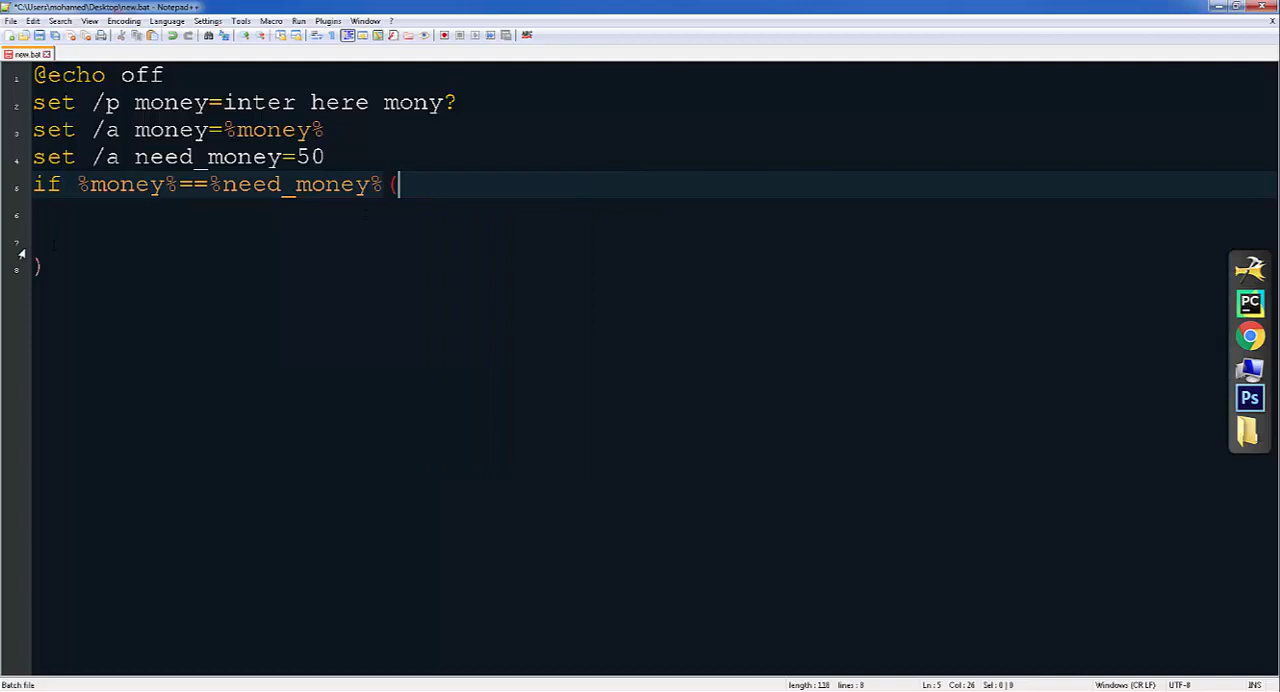 *C:\Users\mohamed\Desktop\new.bat - Notepad++
File Edit Search View Encoding Language Settings Tools Macro Run Plugins Window ?
X
new.bat
1 @echo off
2 set /p money=inter here mony?
3 set /a money=%money%
4 set /a need_money=50
5 if %money%==%need_money%(
6
7
8 )
PC
Ps
Batch file length : 138 lines : 8 Ln : 5 Col : 26 Sel : 0 | 0 Windows (CR LF) UTF-8 INS